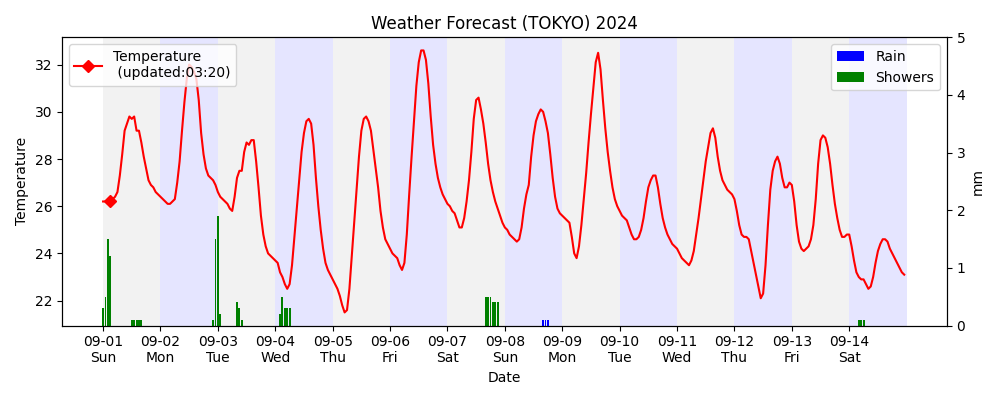 Weather Forecast (TOKYO) 2024
Temperature
(updated:03:20)
Rain
Showers
Temperature
32
30
28
26
24
22
5
4
3
2
1
0
mm
09-01 09-02 09-03 09-04 09-05 09-06 09-07 09-08 09-09 09-10 09-11 09-12 09-13 09-14
Sun Mon Tue Wed Thu Fri Sat Sun Mon Tue Wed Thu Fri Sat
Date